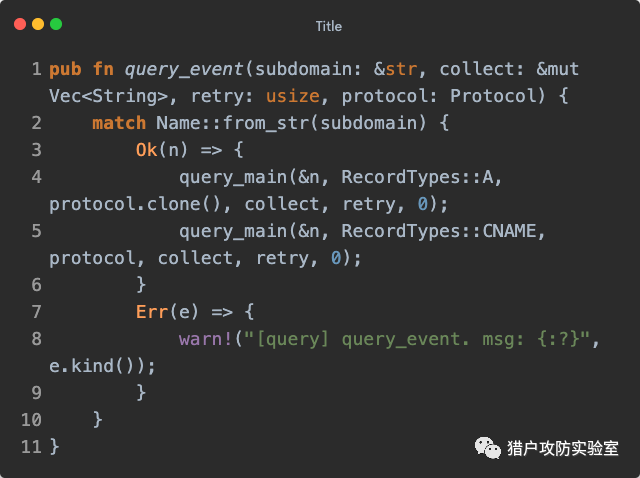 Title
1 pub fn query_event(subdomain: &str, collect: &mut
Vec<String>, retry: usize, protocol: Protocol) {
2     match Name::from_str(subdomain) {
3         Ok(n) => {
4             query_main(&n, RecordTypes::A,
protocol.clone(), collect, retry, 0);
5             query_main(&n, RecordTypes::CNAME,
protocol, collect, retry, 0);
6         }
7         Err(e) => {
8             warn!("[query] query_event. msg: {:?}",
e.kind());
9         }
10     }
11 }
猎户攻防实验室